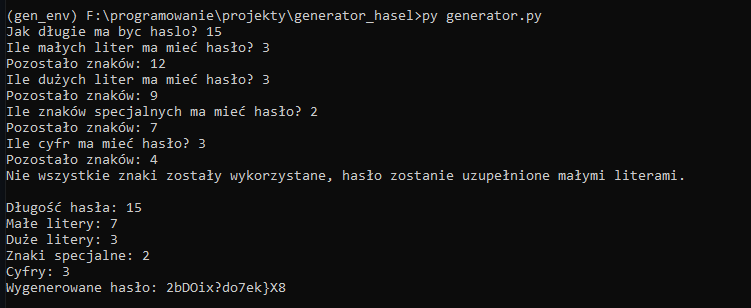 (gen_env) F:\programowanie\projekty\generator_hasel>py generator.py
Jak długie ma byc haslo? 15
Ile małych liter ma mieć hasło? 3
Pozostało znaków: 12
Ile dużych liter ma mieć hasło? 3
Pozostało znaków: 9
Ile znaków specjalnych ma mieć hasło? 2
Pozostało znaków: 7
Ile cyfr ma mieć hasło? 3
Pozostało znaków: 4
Nie wszystkie znaki zostały wykorzystane, hasło zostanie uzupełnione małymi literami.
Długość hasła: 15
Małe litery: 7
Duże litery: 3
Znaki specjalne: 2
Cyfry: 3
Wygenerowane hasło: 2bDOix?do7ek}X8